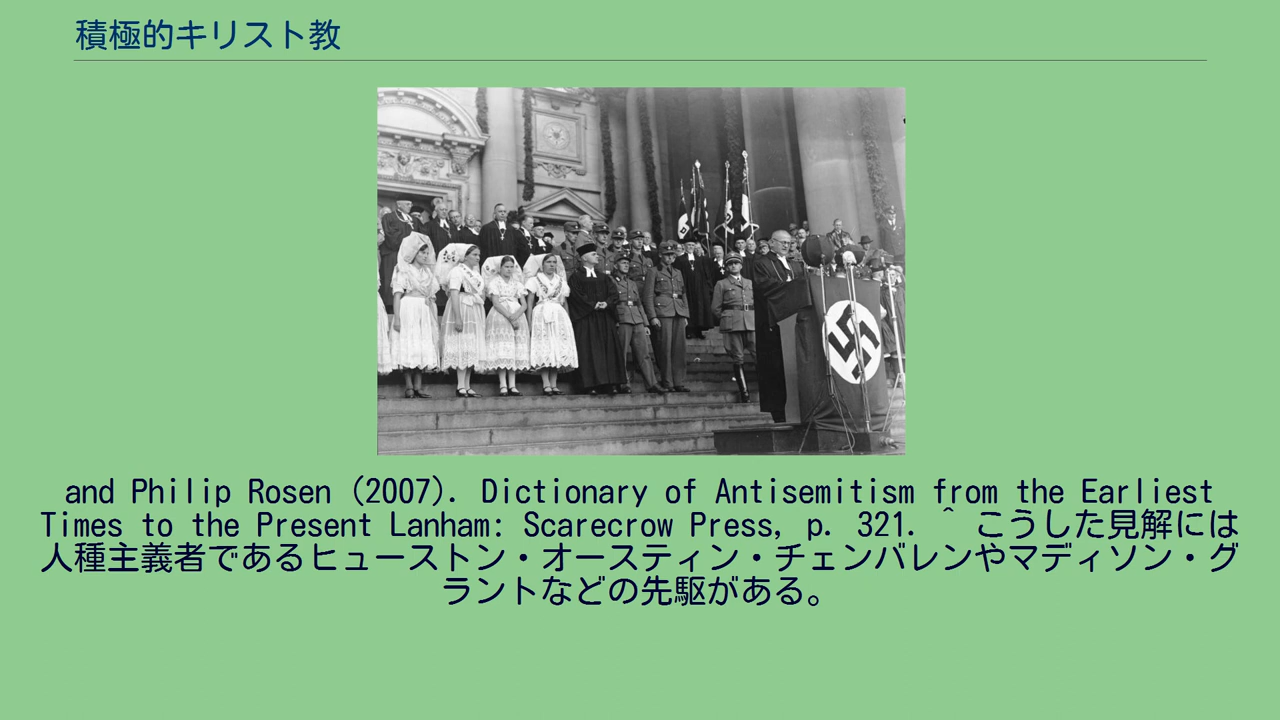 積極的キリスト教
and Philip Rosen (2007). Dictionary of Antisemitism from the Earliest
Times to the Present Lanham: Scarecrow Press, p. 321. ^ こうした見解には
人種主義者であるヒューストン・オースティン・チェンバレンやマディソン・グ
ラントなどの先駆がある。